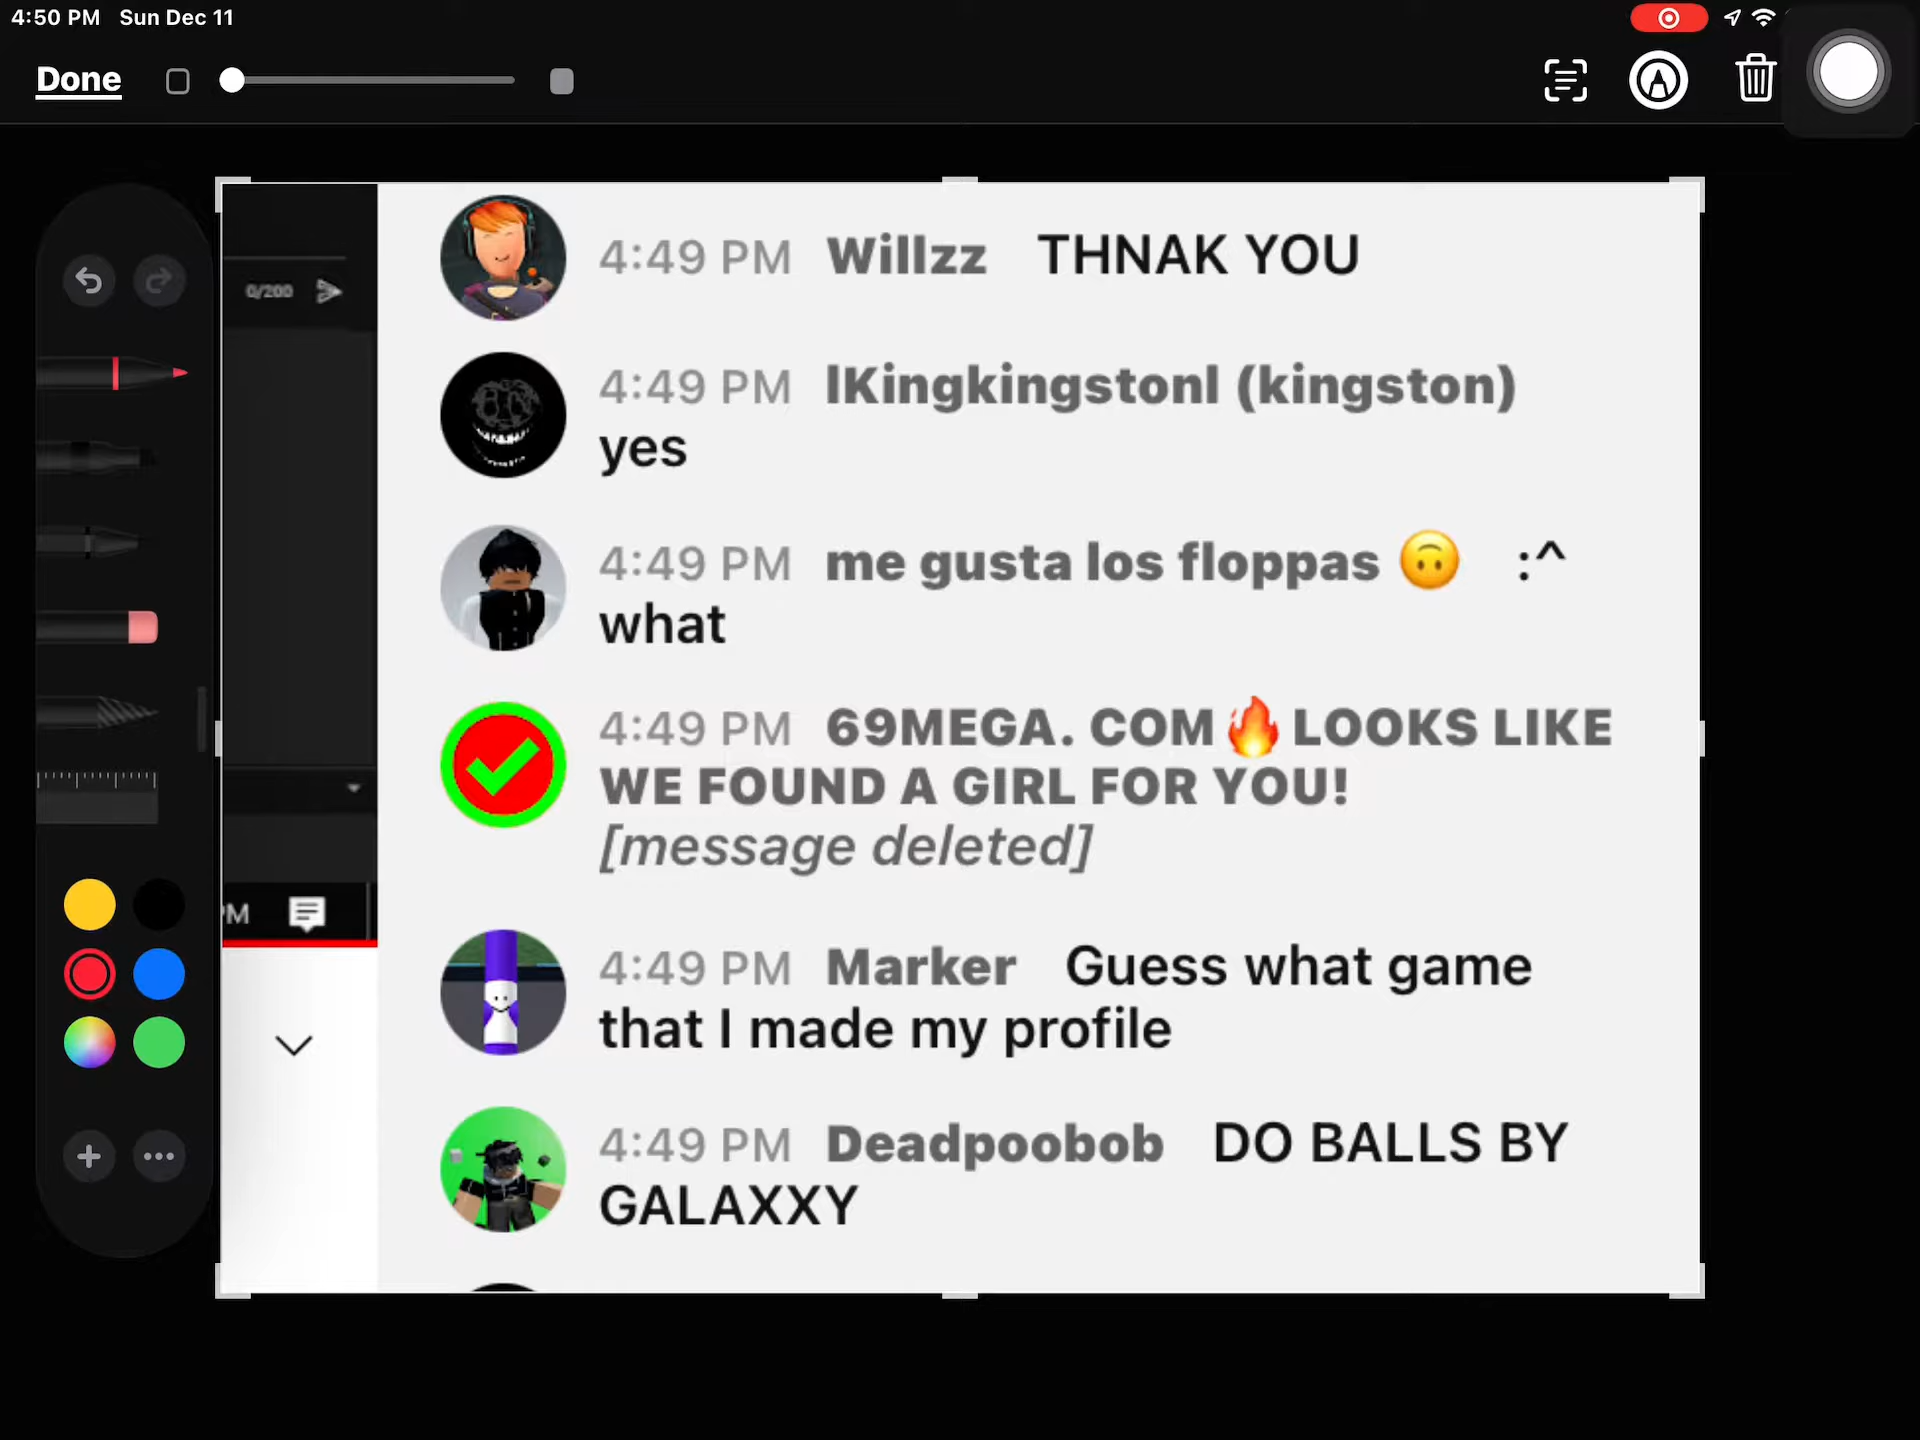 4:50 PM Sun Dec 11
Done
0/200
4:49 PM Willzz THNAK YOU
4:49 PM IKingkingstonI (kingston)
yes
4:49 PM me gusta los floppas 🙃 :^
what
4:49 PM 69MEGA. COM🔥LOOKS LIKE
WE FOUND A GIRL FOR YOU!
[message deleted]
PM
4:49 PM Marker Guess what game
that I made my profile
4:49 PM Deadpoobob DO BALLS BY
GALAXXY